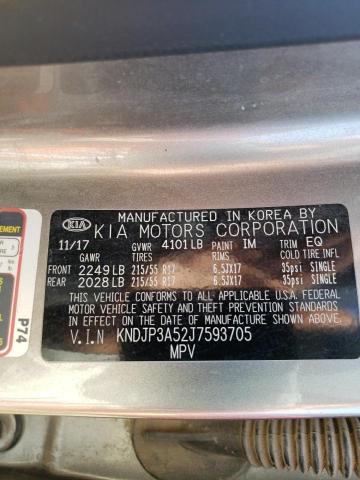 EMENT
P74
KIA
MANUFACTURED IN KOREA BY
KIA MOTORS CORPORATION
11/17 GVWR 4101LB PAINT IM TRIM EQ
GAWR TIRES RIMS COLD TIRE INFL
FRONT 2249LB 215/55 R17 6.5JX17 35psi SINGLE
REAR 2028LB 215/55 R17 6.5JX17 35psi SINGLE
THIS VEHICLE CONFORMS TO ALL APPLICABLE U.S.A. FEDERAL
MOTOR VEHICLE SAFETY AND THEFT PREVENTION STANDARDS
IN EFFECT ON THE DATE OF MANUFACTURE SHOWN ABOVE.
V.I.N KNDJP3A52J7593705
MPV